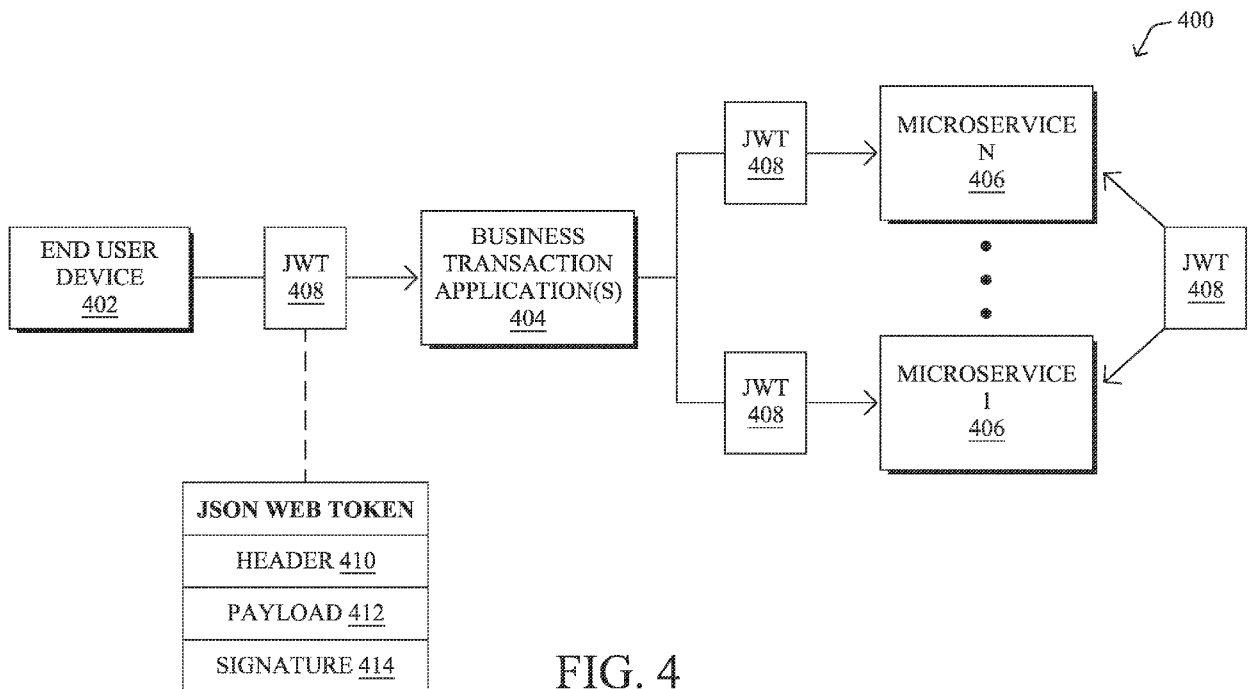 400
JWT
408
MICROSERVICE
N
406
END USER
DEVICE
402
JWT
408
BUSINESS
TRANSACTION
APPLICATION(S)
404
JWT
408
JWT
408
MICROSERVICE
1
406
JSON WEB TOKEN
HEADER 410
PAYLOAD 412
SIGNATURE 414
FIG. 4